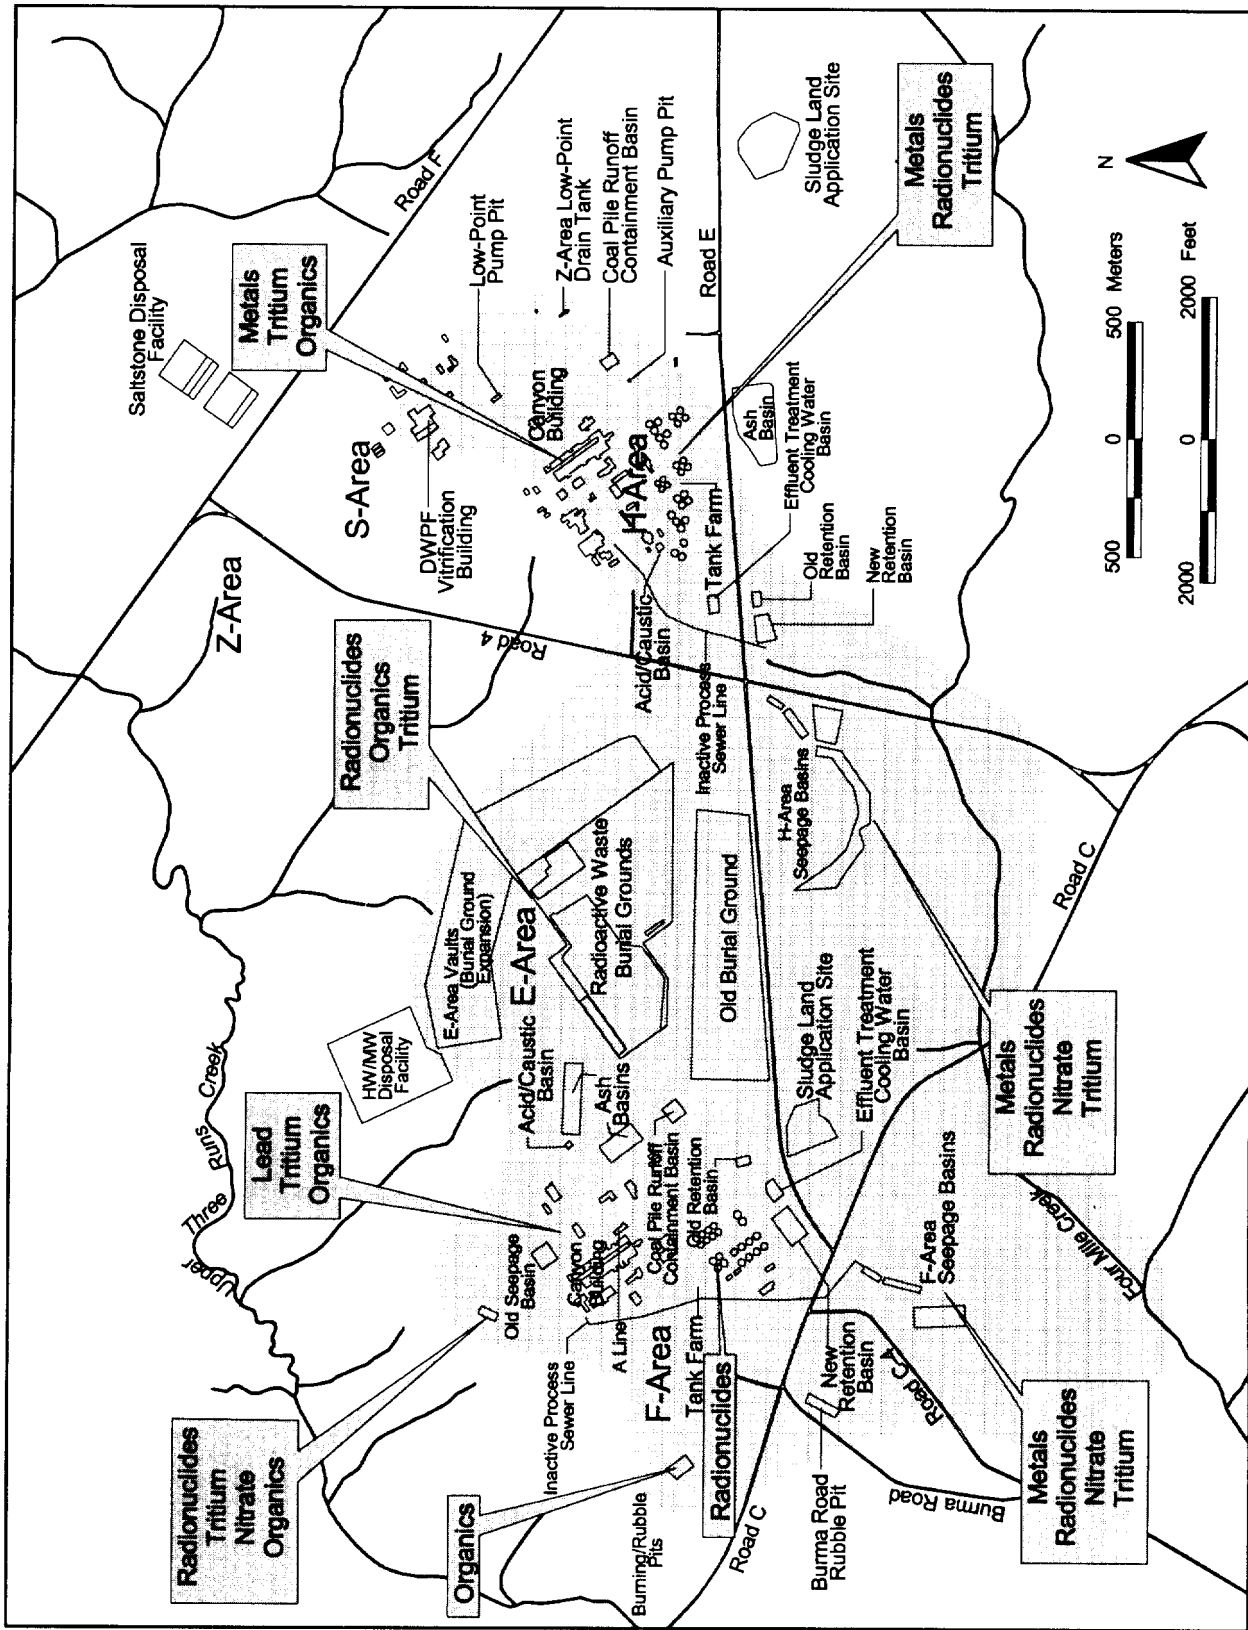 Radionuclides
Tritium
Nitrate
Organics
Lead
Tritium
Organics
Radionuclides
Organics
Tritium
Metals
Tritium
Organics
Saltstone Disposal
Facility
Road F
Upper
Three
Runs
Creek
Z-Area
S-Area
DWPF
Vitrification
Building
Low-Point
Pump Pit
Z-Area Low-Point
Drain Tank
Coal Pile Runoff
Containment Basin
Auxiliary Pump Pit
Canyon
Building
H-Area
Tank Farm
Road E
Road 4
Acid/Caustic
Basin
Inactive Process
Sewer Line
Ash
Basin
Effluent Treatment
Cooling Water
Basin
Old
Retention
Basin
New
Retention
Basin
Sludge Land
Application Site
Metals
Radionuclides
Tritium
HW/MW
Disposal
Facility
E-Area Vaults
(Burial Ground
Expansion)
E-Area
Radioactive Waste
Burial Grounds
Old Burial Ground
Acid/Caustic
Basin
Ash
Basins
Coal Pile Runoff
Containment Basin
Old Retention
Basin
Old Seepage
Basin
Canyon
Building
A Line
Inactive Process
Sewer Line
F-Area
Tank Farm
Organics
Burning/Rubble
Pits
Radionuclides
Road C
Burma Road
Rubble Pit
New
Retention
Basin
Road C
Burma Road
Sludge Land
Application Site
Effluent Treatment
Cooling Water
Basin
H-Area
Seepage Basins
F-Area
Seepage Basins
Four Mile Creek
Road C
Metals
Radionuclides
Nitrate
Tritium
Metals
Radionuclides
Nitrate
Tritium
N
500 0 500 Meters
2000 0 2000 Feet